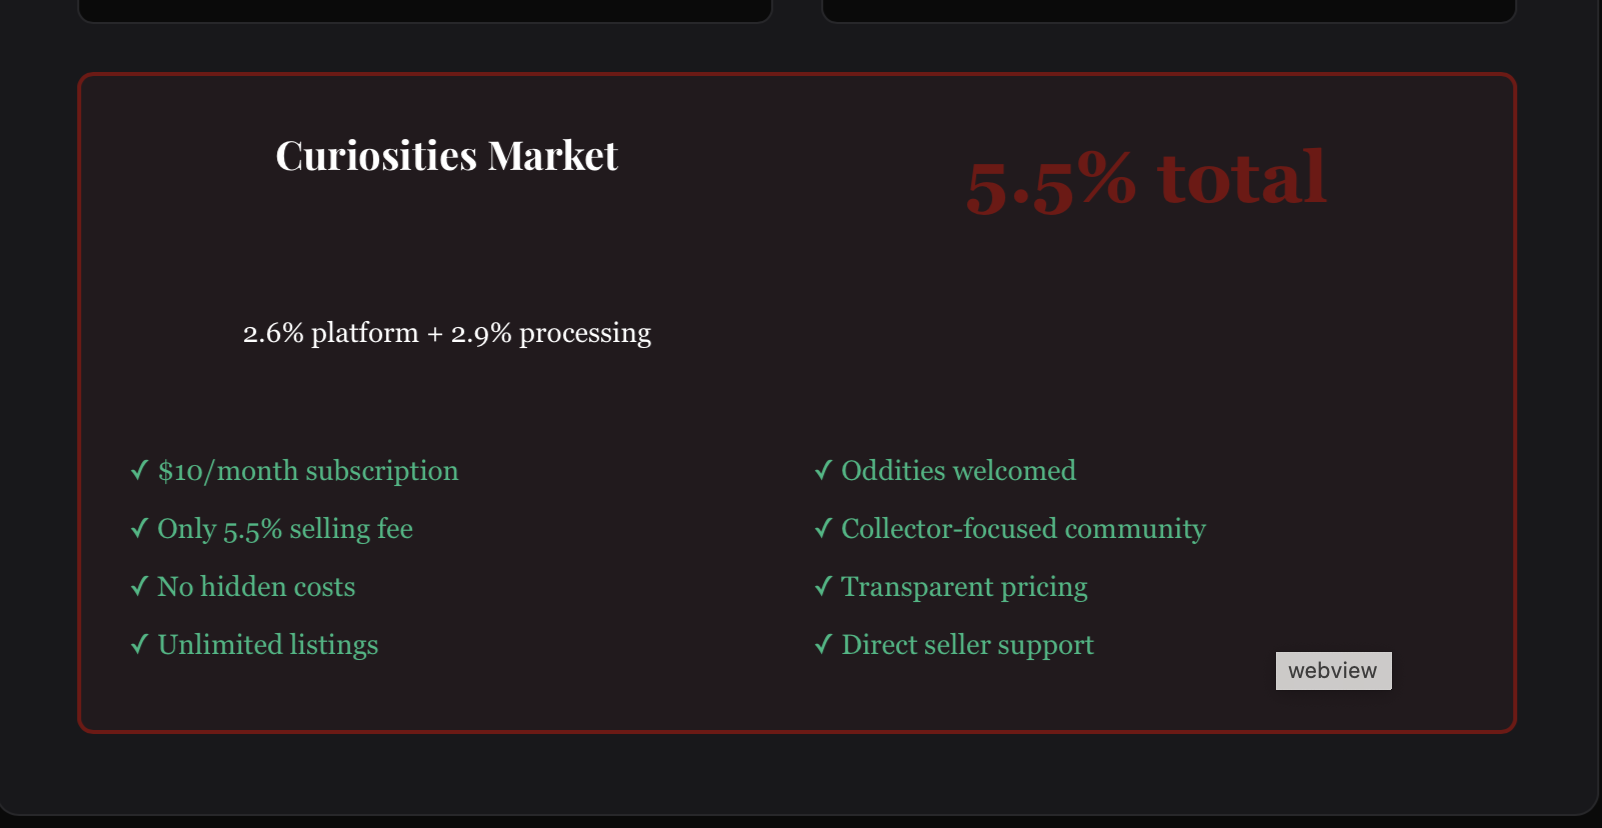 Curiosities Market
5.5% total
2.6% platform + 2.9% processing
✓ $10/month subscription
✓ Only 5.5% selling fee
✓ No hidden costs
✓ Unlimited listings
✓ Oddities welcomed
✓ Collector-focused community
✓ Transparent pricing
✓ Direct seller support
webview